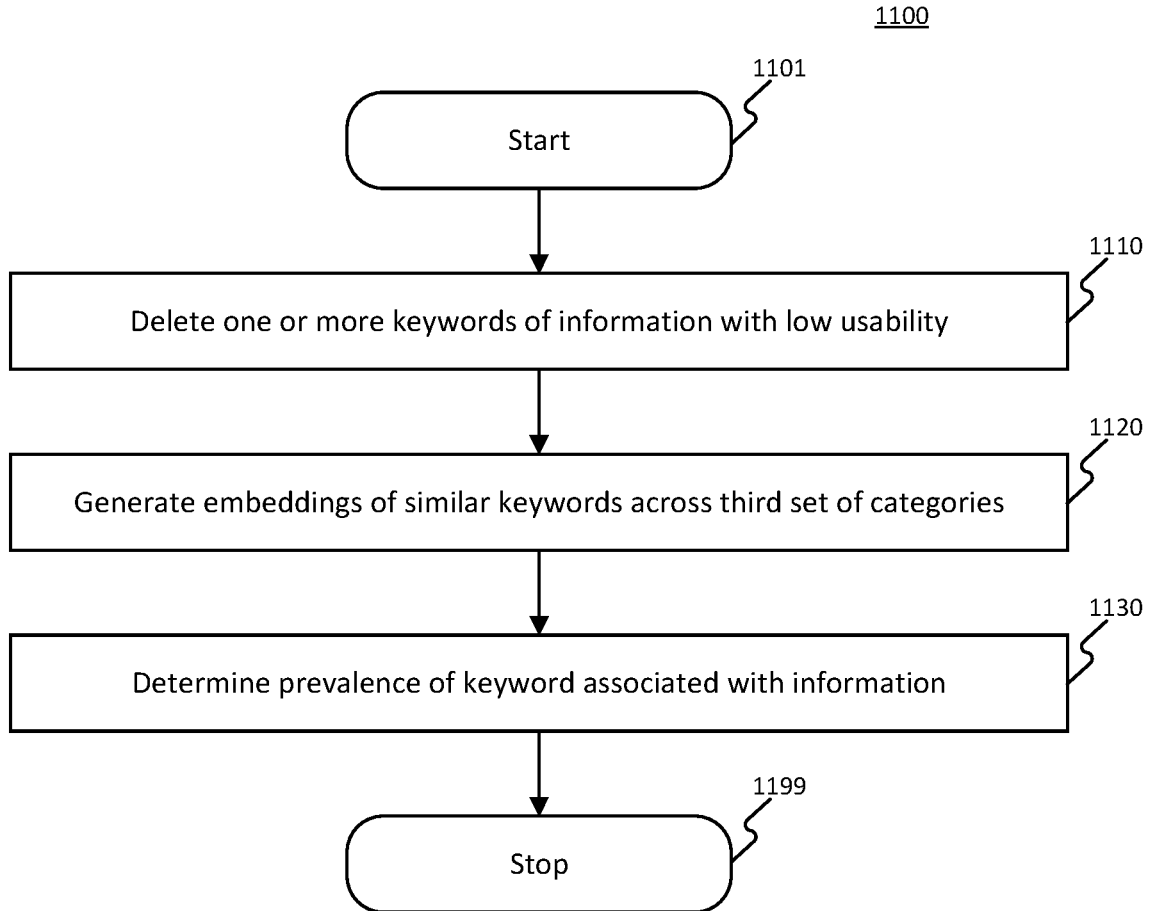 1100
1101
Start
1110
Delete one or more keywords of information with low usability
1120
Generate embeddings of similar keywords across third set of categories
1130
Determine prevalence of keyword associated with information
1199
Stop